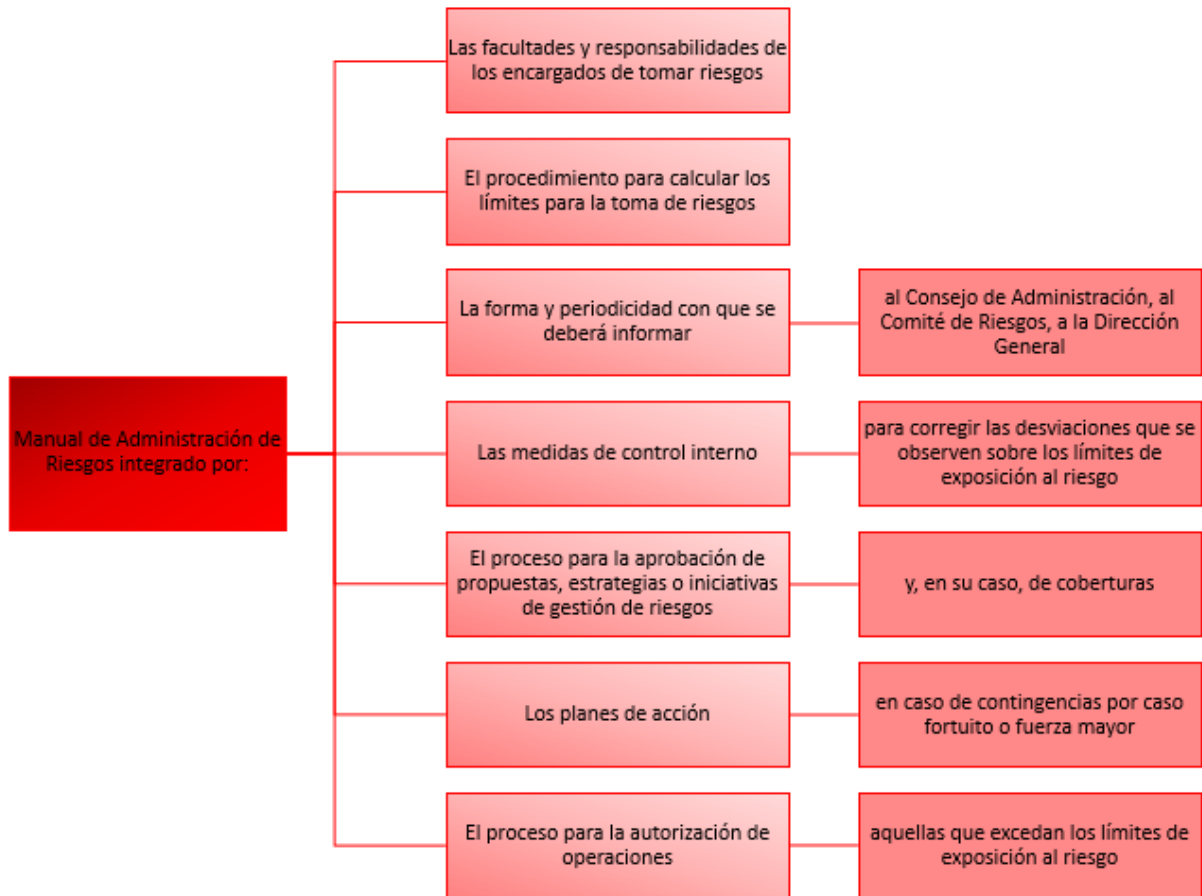 Manual de Administración de
Riesgos integrado por:
Las facultades y responsabilidades de
los encargados de tomar riesgos
El procedimiento para calcular los
límites para la toma de riesgos
La forma y periodicidad con que se
deberá informar
al Consejo de Administración, al
Comité de Riesgos, a la Dirección
General
Las medidas de control interno
para corregir las desviaciones que se
observen sobre los límites de
exposición al riesgo
El proceso para la aprobación de
propuestas, estrategias o iniciativas
de gestión de riesgos
y, en su caso, de coberturas
Los planes de acción
en caso de contingencias por caso
fortuito o fuerza mayor
El proceso para la autorización de
operaciones
aquellas que excedan los límites de
exposición al riesgo